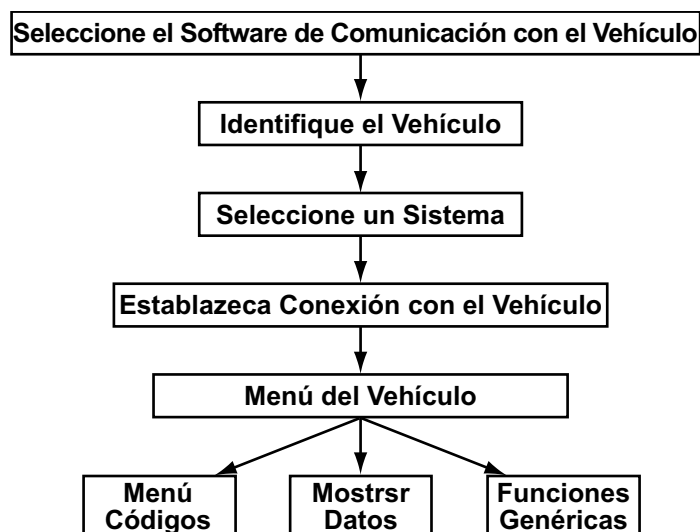 Seleccione el Software de Comunicación con el Vehículo
Identifique el Vehículo
Seleccione un Sistema
Establazeca Conexión con el Vehículo
Menú del Vehículo
Menú
Códigos
Mostrsr
Datos
Funciones
Genéricas